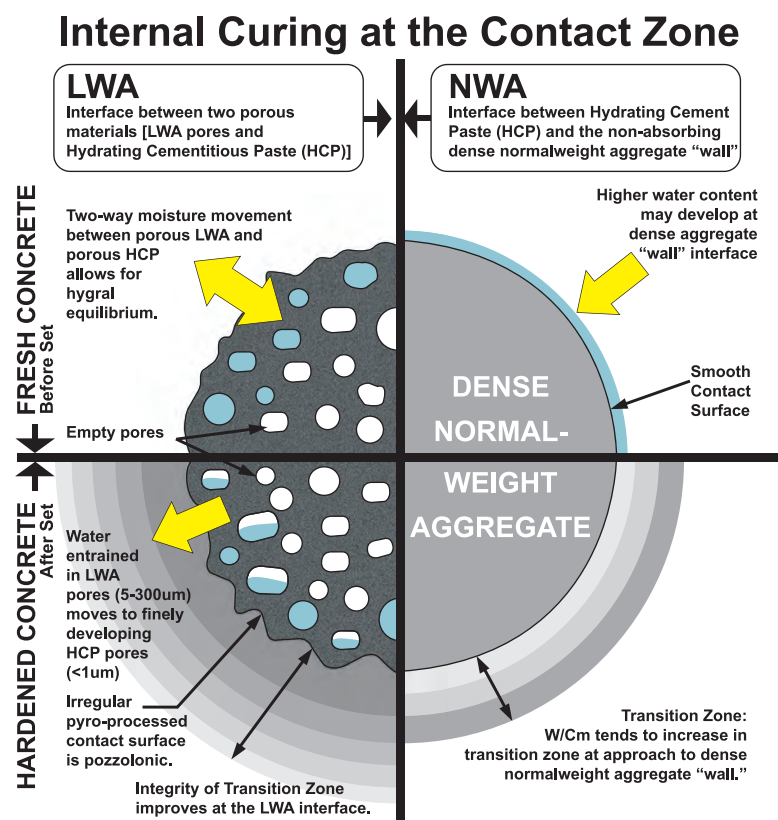 Internal Curing at the Contact Zone
LWA
Interface between two porous
materials [LWA pores and
Hydrating Cementitious Paste (HCP)]
NWA
Interface between Hydrating Cement
Paste (HCP) and the non-absorbing
dense normalweight aggregate “wall”
FRESH CONCRETE
Before Set
Two-way moisture movement
between porous LWA and
porous HCP
allows for
hygral
equilibrium.
Empty pores
Higher water content
may develop at
dense aggregate
“wall” interface
Smooth
Contact
Surface
DENSE
NORMAL-
WEIGHT
AGGREGATE
HARDENED CONCRETE
After Set
Water
entrained
in LWA
pores (5-300um)
moves to finely
developing
HCP pores
(<1um)
Irregular
pyro-processed
contact surface
is pozzolonic.
Integrity of Transition Zone
improves at the LWA interface.
Transition Zone:
W/Cm tends to increase in
transition zone at approach to dense
normalweight aggregate “wall.”